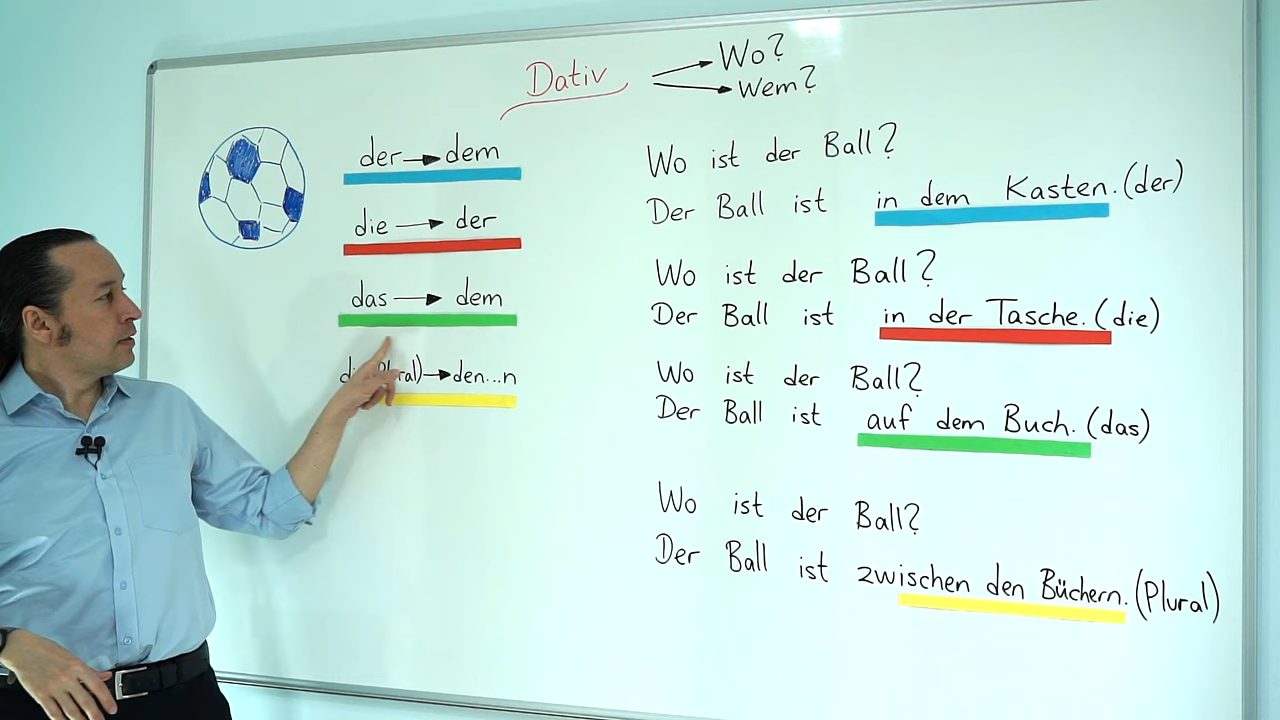 Dativ
Wo?
Wem?
der → dem
die → der
das → dem
→ den...n
Wo ist der Ball?
Der Ball ist in dem Kasten. (der)
Wo ist der Ball?
Der Ball ist in der Tasche. (die)
Wo ist der Ball?
Der Ball ist auf dem Buch. (das)
Wo ist der Ball?
Der Ball ist zwischen den Büchern. (Plural)